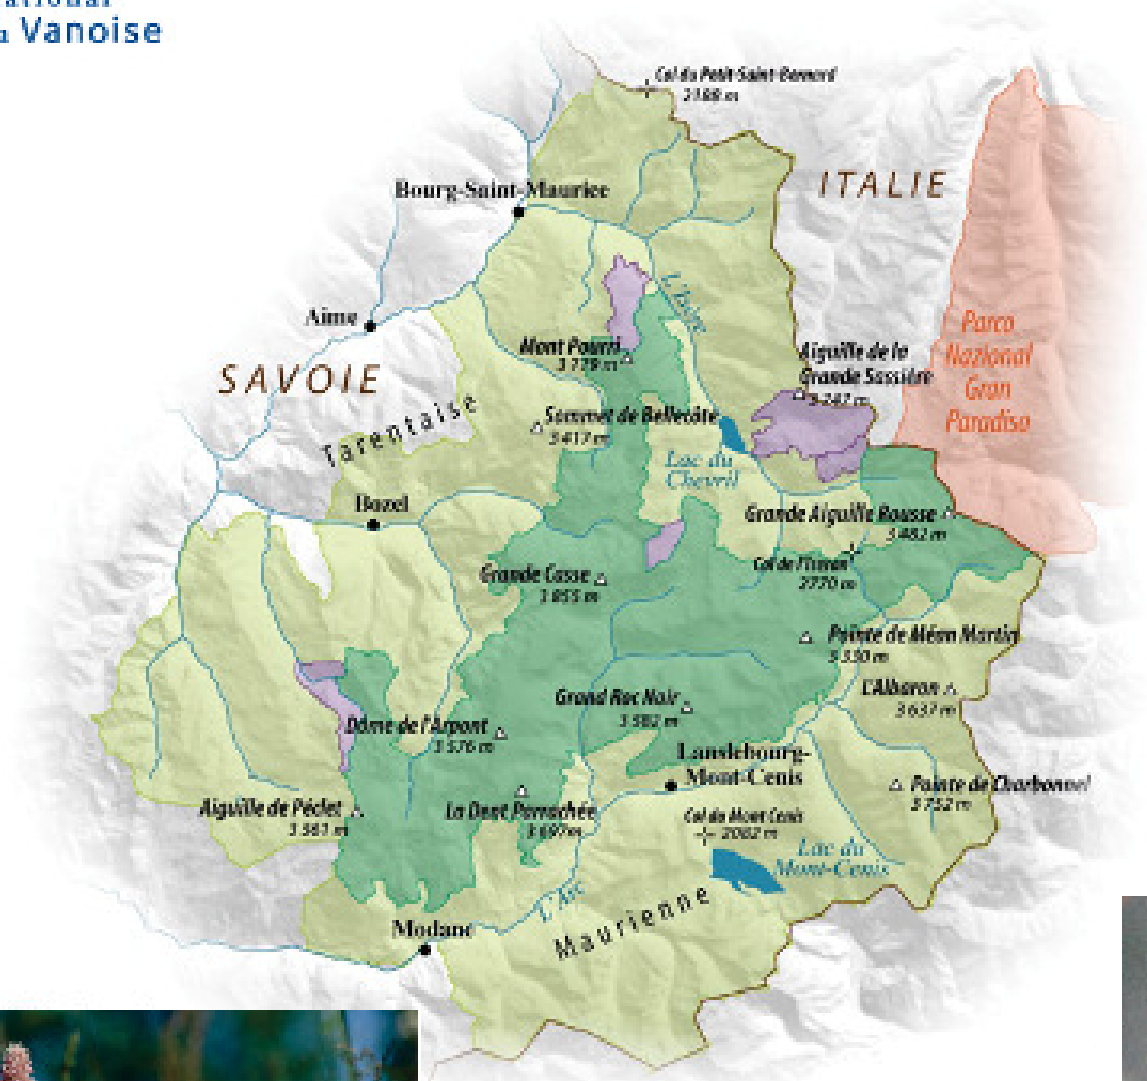 Vanoise
Col du Petit-Saint-Bernard
2188 m
ITALIE
Bourg-Saint-Maurice
L'Isère
Aime
SAVOIE
Parco
Nazional
Gran
Paradiso
Mont Pourri
3 779 m
Aiguille de la
Grande Sassière
3 747 m
Tarentaise
Sommet de Bellecôte
3 417 m
Lac du
Chevril
Bozel
Grande Aiguille Rousse
3 482 m
Grande Casse
3 855 m
Col de l'Iseran
2770 m
Pointe de Méan Martin
3 330 m
L'Albaron
3 637 m
Grand Roc Noir
3 582 m
Dôme de l'Arpont
3 576 m
Lanslebourg-
Mont-Cenis
Pointe de Charbonnel
3 752 m
Aiguille de Péclet
3 561 m
La Dent Parrachée
3 697 m
Col du Mont Cenis
2082 m
Lac du
Mont-Cenis
L'Arc
Maurienne
Modane